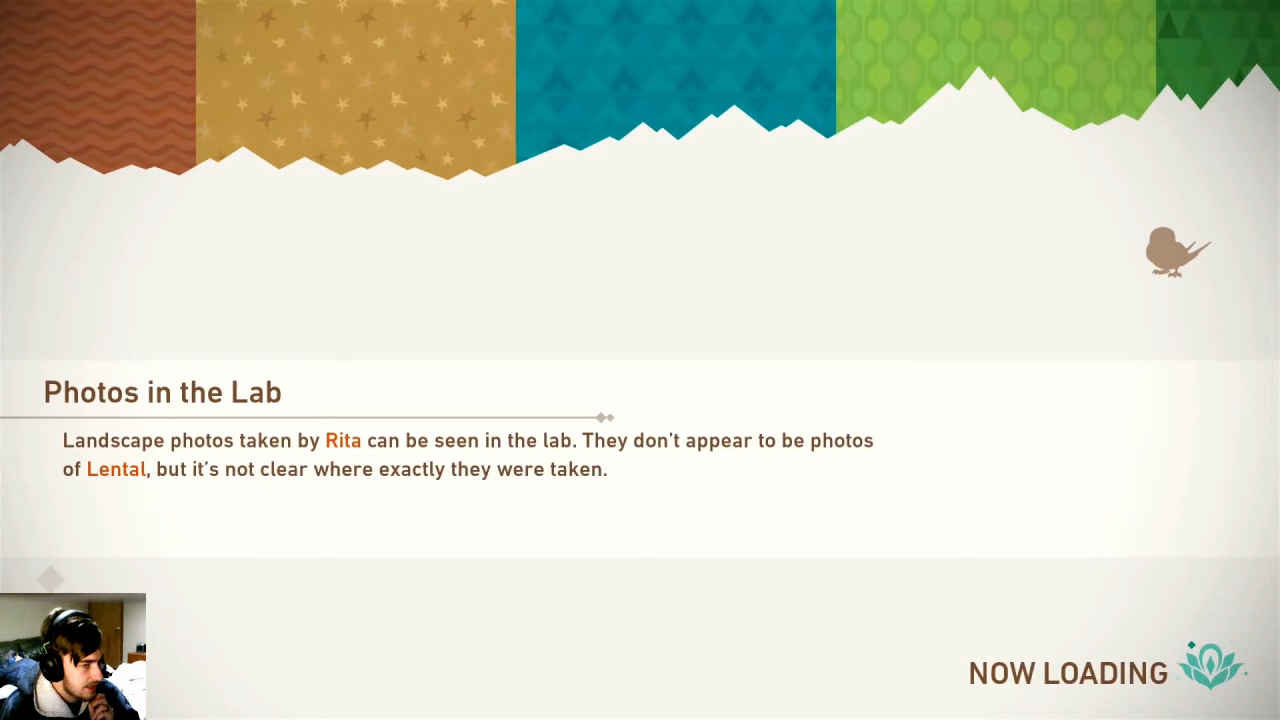 Photos in the Lab
Landscape photos taken by Rita can be seen in the lab. They don't appear to be photos
of Lental, but it's not clear where exactly they were taken.
NOW LOADING